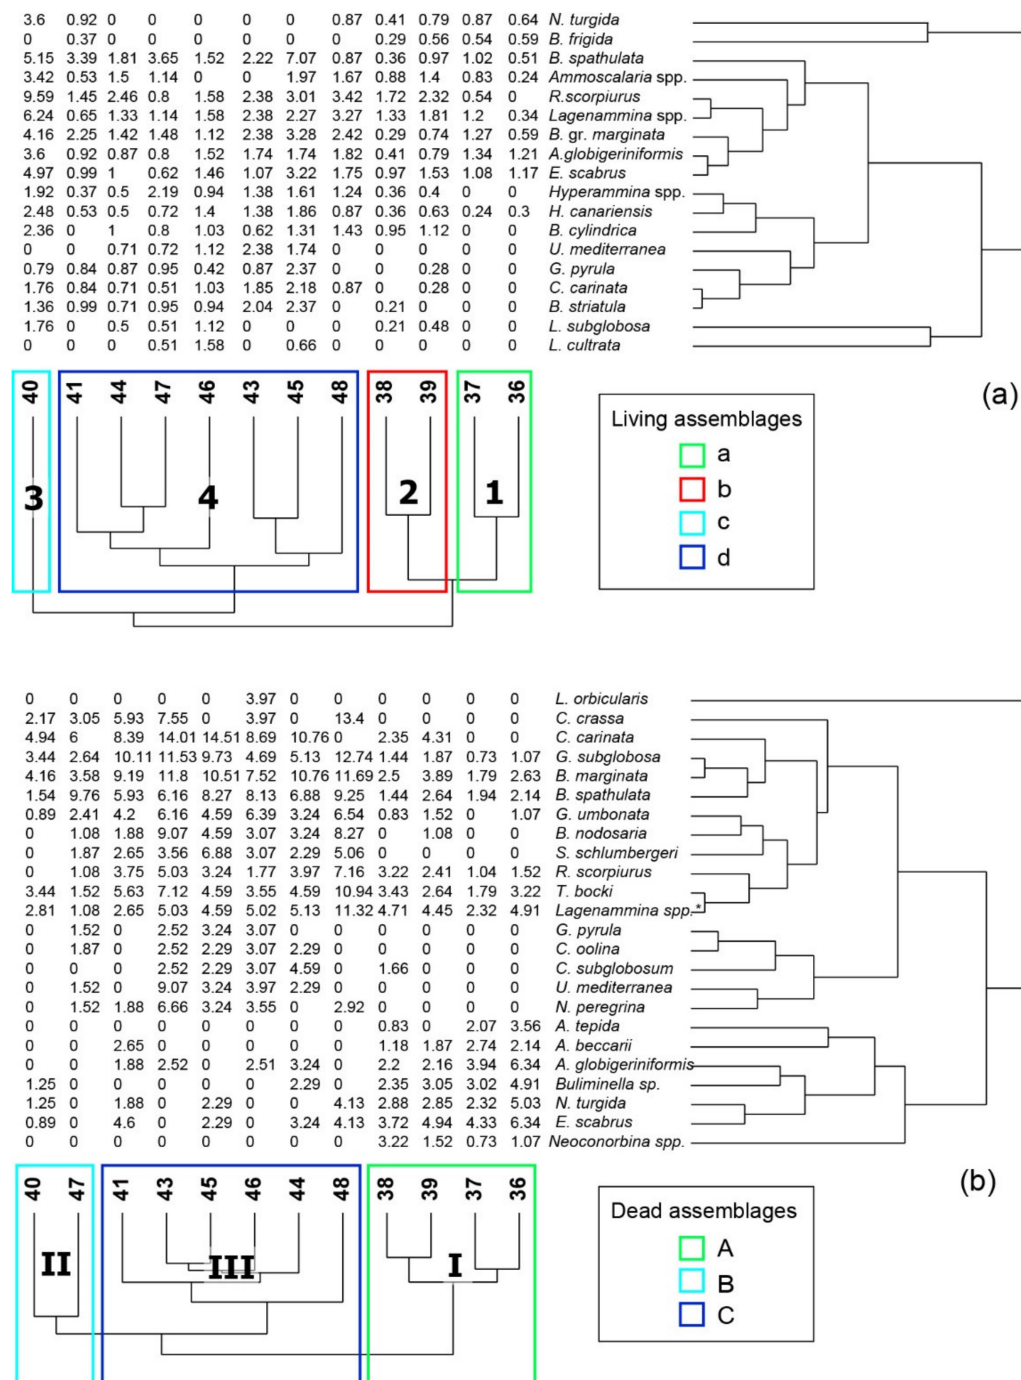 3.6 0.92 0 0 0 0 0 0.87 0.41 0.79 0.87 0.64 N. turgida
0 0.37 0 0 0 0 0 0 0.29 0.56 0.54 0.59 B. frigida
5.15 3.39 1.81 3.65 1.52 2.22 7.07 0.87 0.36 0.97 1.02 0.51 B. spathulata
3.42 0.53 1.5 1.14 0 0 1.97 1.67 0.88 1.4 0.83 0.24 Ammoscalaria spp.
9.59 1.45 2.46 0.8 1.58 2.38 3.01 3.42 1.72 2.32 0.54 0 R.scorpiurus
6.24 0.65 1.33 1.14 1.58 2.38 2.27 3.27 1.33 1.81 1.2 0.34 Lagenammina spp.
4.16 2.25 1.42 1.48 1.12 2.38 3.28 2.42 0.29 0.74 1.27 0.59 B. gr. marginata
3.6 0.92 0.87 0.8 1.52 1.74 1.74 1.82 0.41 0.79 1.34 1.21 A.globigeriniformis
4.97 0.99 1 0.62 1.46 1.07 3.22 1.75 0.97 1.53 1.08 1.17 E. scabrus
1.92 0.37 0.5 2.19 0.94 1.38 1.61 1.24 0.36 0.4 0 0 Hyperammina spp.
2.48 0.53 0.5 0.72 1.4 1.38 1.86 0.87 0.36 0.63 0.24 0.3 H. canariensis
2.36 0 1 0.8 1.03 0.62 1.31 1.43 0.95 1.12 0 0 B. cylindrica
0 0 0.71 0.72 1.12 2.38 1.74 0 0 0 0 0 U. mediterranea
0.79 0.84 0.87 0.95 0.42 0.87 2.37 0 0 0.28 0 0 G. pyrula
1.76 0.84 0.71 0.51 1.03 1.85 2.18 0.87 0 0.28 0 0 C. carinata
1.36 0.99 0.71 0.95 0.94 2.04 2.37 0 0.21 0 0 0 B. striatula
1.76 0 0.5 0.51 1.12 0 0 0 0.21 0.48 0 0 L. subglobosa
0 0 0 0.51 1.58 0 0.66 0 0 0 0 0 L. cultrata
40 41 44 47 46 43 45 48 38 39 37 36
(a)
3 4 2 1
Living assemblages
a
b
c
d
0 0 0 0 0 3.97 0 0 0 0 0 0 L. orbicularis
2.17 3.05 5.93 7.55 0 3.97 0 13.4 0 0 0 0 C. crassa
4.94 6 8.39 14.01 14.51 8.69 10.76 0 2.35 4.31 0 0 C. carinata
3.44 2.64 10.11 11.53 9.73 4.69 5.13 12.74 1.44 1.87 0.73 1.07 G. subglobosa
4.16 3.58 9.19 11.8 10.51 7.52 10.76 11.69 2.5 3.89 1.79 2.63 B. marginata
1.54 9.76 5.93 6.16 8.27 8.13 6.88 9.25 1.44 2.64 1.94 2.14 B. spathulata
0.89 2.41 4.2 6.16 4.59 6.39 3.24 6.54 0.83 1.52 0 1.07 G. umbonata
0 1.08 1.88 9.07 4.59 3.07 3.24 8.27 0 1.08 0 0 B. nodosaria
0 1.87 2.65 3.56 6.88 3.07 2.29 5.06 0 0 0 0 S. schlumbergeri
0 1.08 3.75 5.03 3.24 1.77 3.97 7.16 3.22 2.41 1.04 1.52 R. scorpiurus
3.44 1.52 5.63 7.12 4.59 3.55 4.59 10.94 3.43 2.64 1.79 3.22 T. bocki
2.81 1.08 2.65 5.03 4.59 5.02 5.13 11.32 4.71 4.45 2.32 4.91 Lagenammina spp.*
0 1.52 0 2.52 3.24 3.07 0 0 0 0 0 0 G. pyrula
0 1.87 0 2.52 2.29 3.07 2.29 0 0 0 0 0 C. oolina
0 0 0 2.52 2.29 3.07 4.59 0 1.66 0 0 0 C. subglobosum
0 1.52 0 9.07 3.24 3.97 2.29 0 0 0 0 0 U. mediterranea
0 1.52 1.88 6.66 3.24 3.55 0 2.92 0 0 0 0 N. peregrina
0 0 0 0 0 0 0 0 0.83 0 2.07 3.56 A. tepida
0 0 2.65 0 0 0 0 0 1.18 1.87 2.74 2.14 A. beccarii
0 0 1.88 2.52 0 2.51 3.24 0 2.2 2.16 3.94 6.34 A. globigeriniformis
1.25 0 0 0 0 0 2.29 0 2.35 3.05 3.02 4.91 Buliminella sp.
1.25 0 1.88 0 2.29 0 0 4.13 2.88 2.85 2.32 5.03 N. turgida
0.89 0 4.6 0 2.29 0 3.24 4.13 3.72 4.94 4.33 6.34 E. scabrus
0 0 0 0 0 0 0 0 3.22 1.52 0.73 1.07 Neoconorbina spp.
40 47 41 43 45 46 44 48 38 39 37 36
(b)
II III I
Dead assemblages
A
B
C